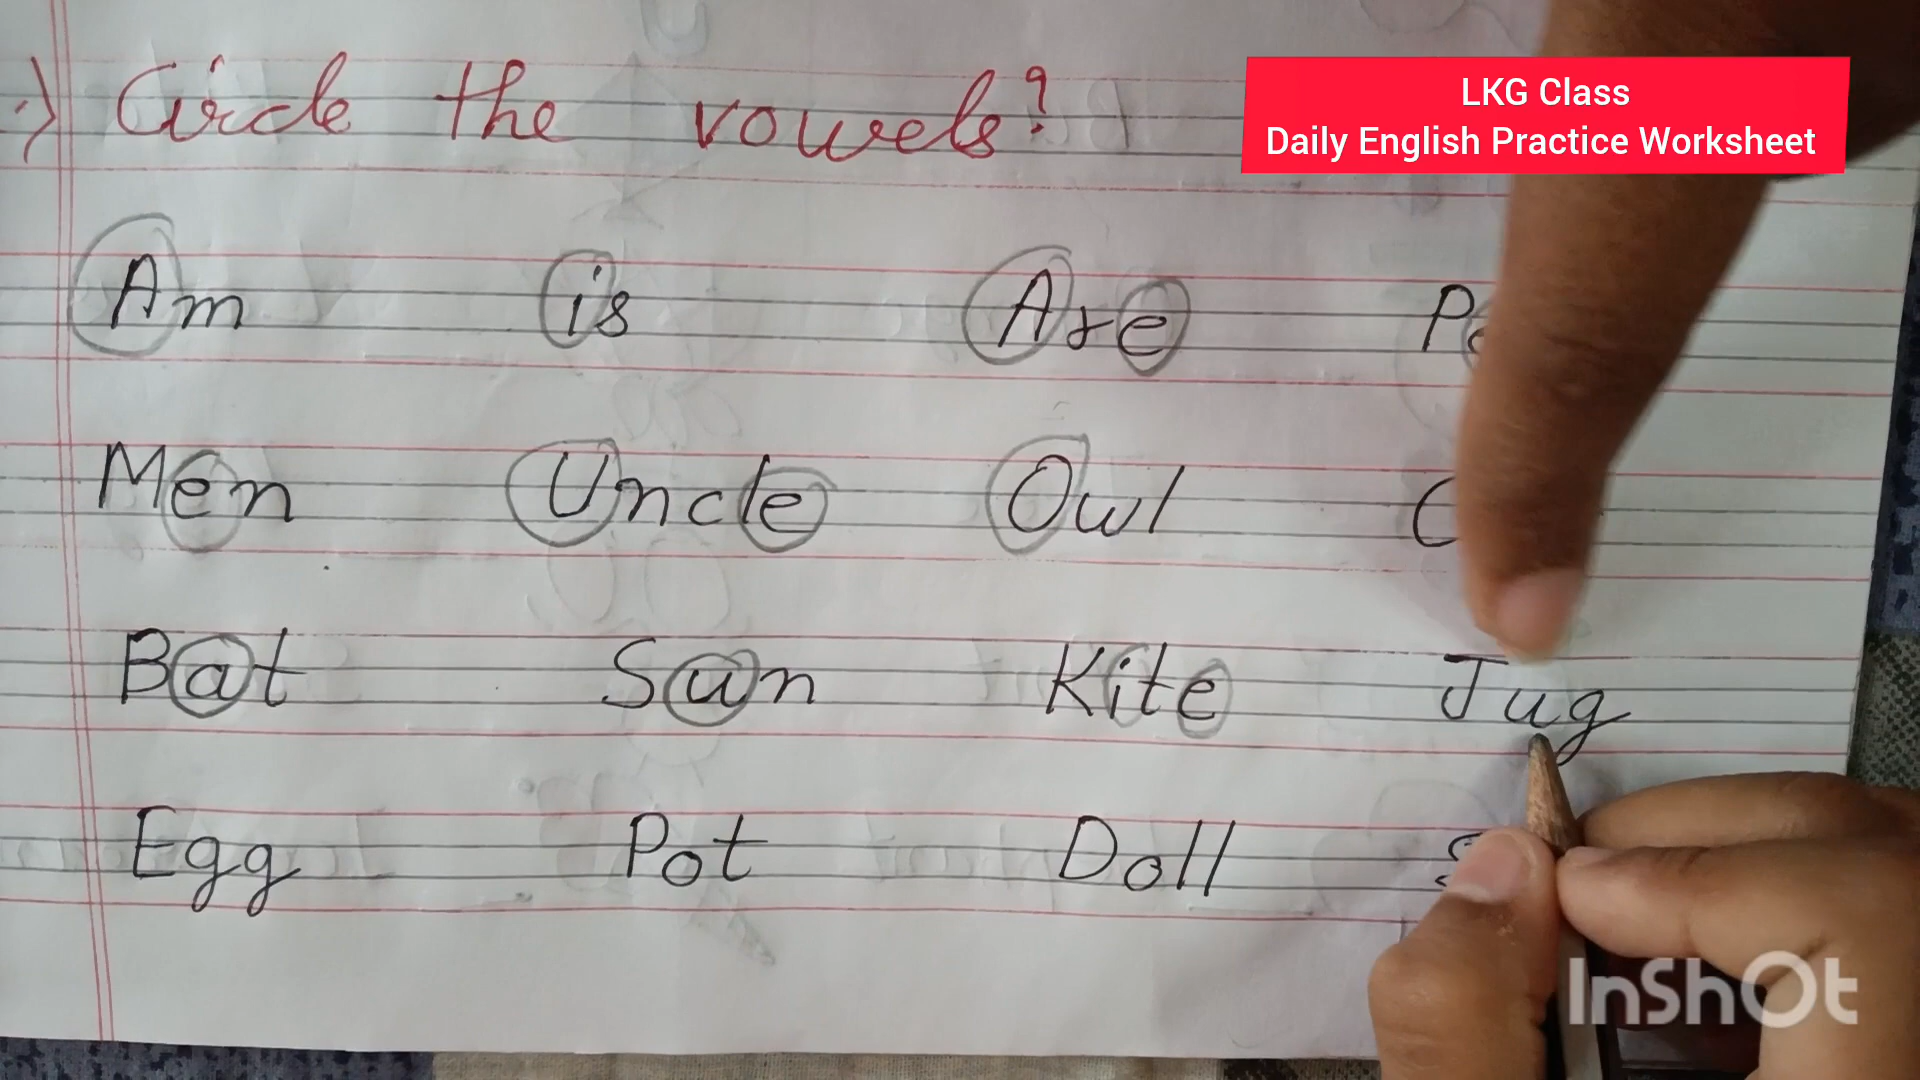 Circle the vowels?
LKG Class
Daily English Practice Worksheet
Am is Are
Men Uncle Owl
Bat Sun Kite Jug
Egg Pot Doll
InShOt